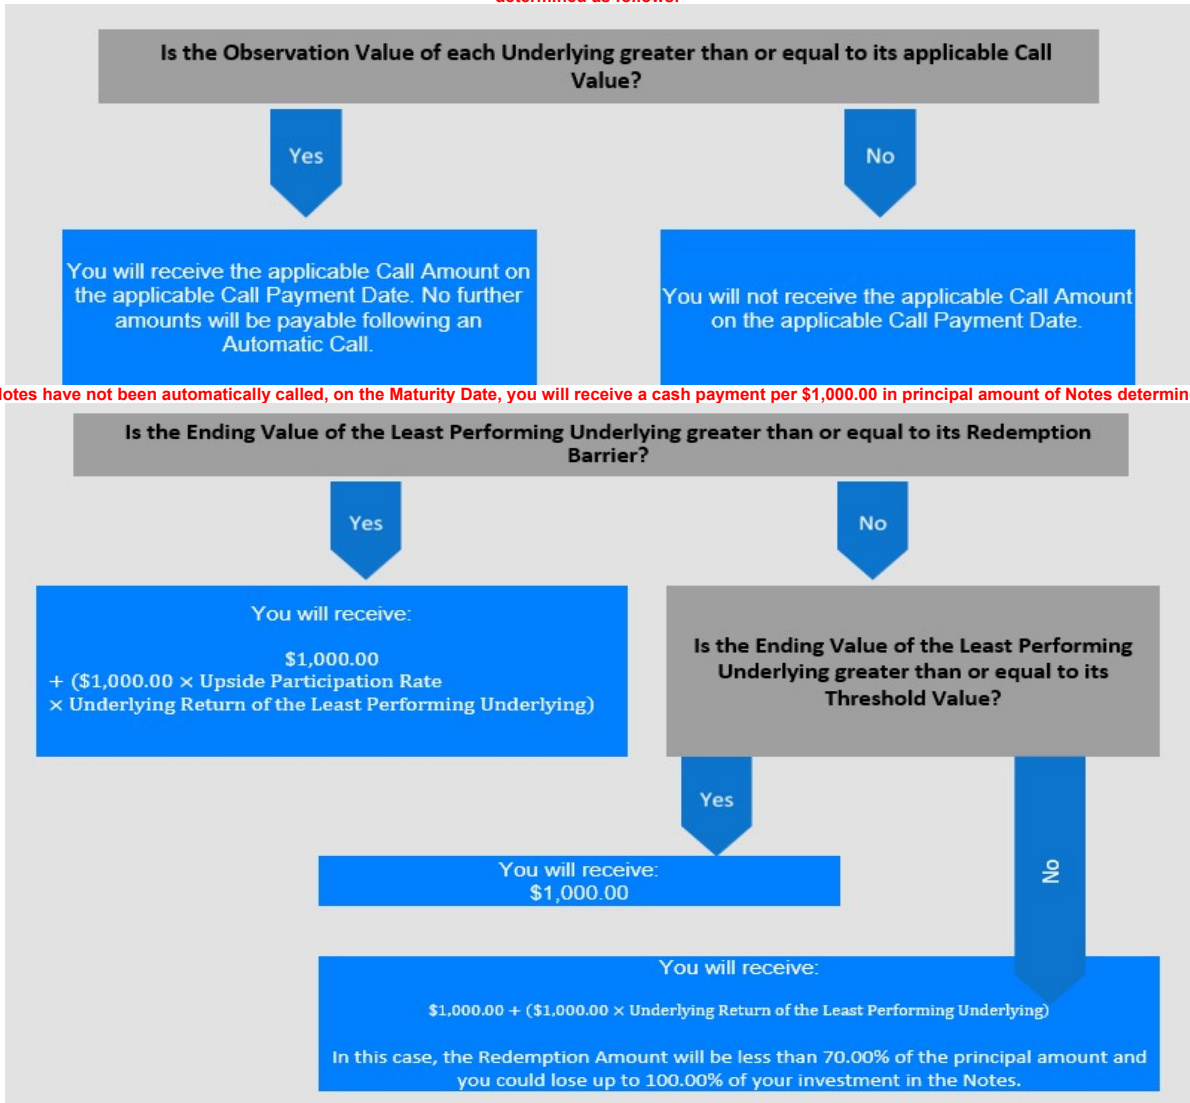 determined as follows:
Is the Observation Value of each Underlying greater than or equal to its applicable Call
Value?
Yes
No
You will receive the applicable Call Amount on
the applicable Call Payment Date. No further
amounts will be payable following an
Automatic Call.
You will not receive the applicable Call Amount
on the applicable Call Payment Date.
otes have not been automatically called, on the Maturity Date, you will receive a cash payment per $1,000.00 in principal amount of Notes determin
Is the Ending Value of the Least Performing Underlying greater than or equal to its Redemption
Barrier?
Yes
No
You will receive:
$1,000.00
+ ($1,000.00 × Upside Participation Rate
× Underlying Return of the Least Performing Underlying)
Is the Ending Value of the Least Performing
Underlying greater than or equal to its
Threshold Value?
Yes
No
You will receive:
$1,000.00
You will receive:
$1,000.00 + ($1,000.00 × Underlying Return of the Least Performing Underlying)
In this case, the Redemption Amount will be less than 70.00% of the principal amount and
you could lose up to 100.00% of your investment in the Notes.